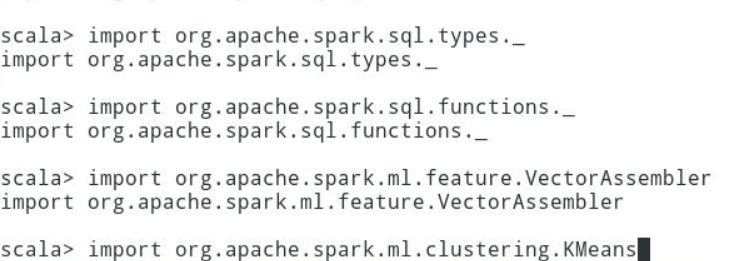 scala> import org.apache.spark.sql.types._
import org.apache.spark.sql.types._
scala> import org.apache.spark.sql.functions._
import org.apache.spark.sql.functions._
scala> import org.apache.spark.ml.feature.VectorAssembler
import org.apache.spark.ml.feature.VectorAssembler
scala> import org.apache.spark.ml.clustering.KMeans